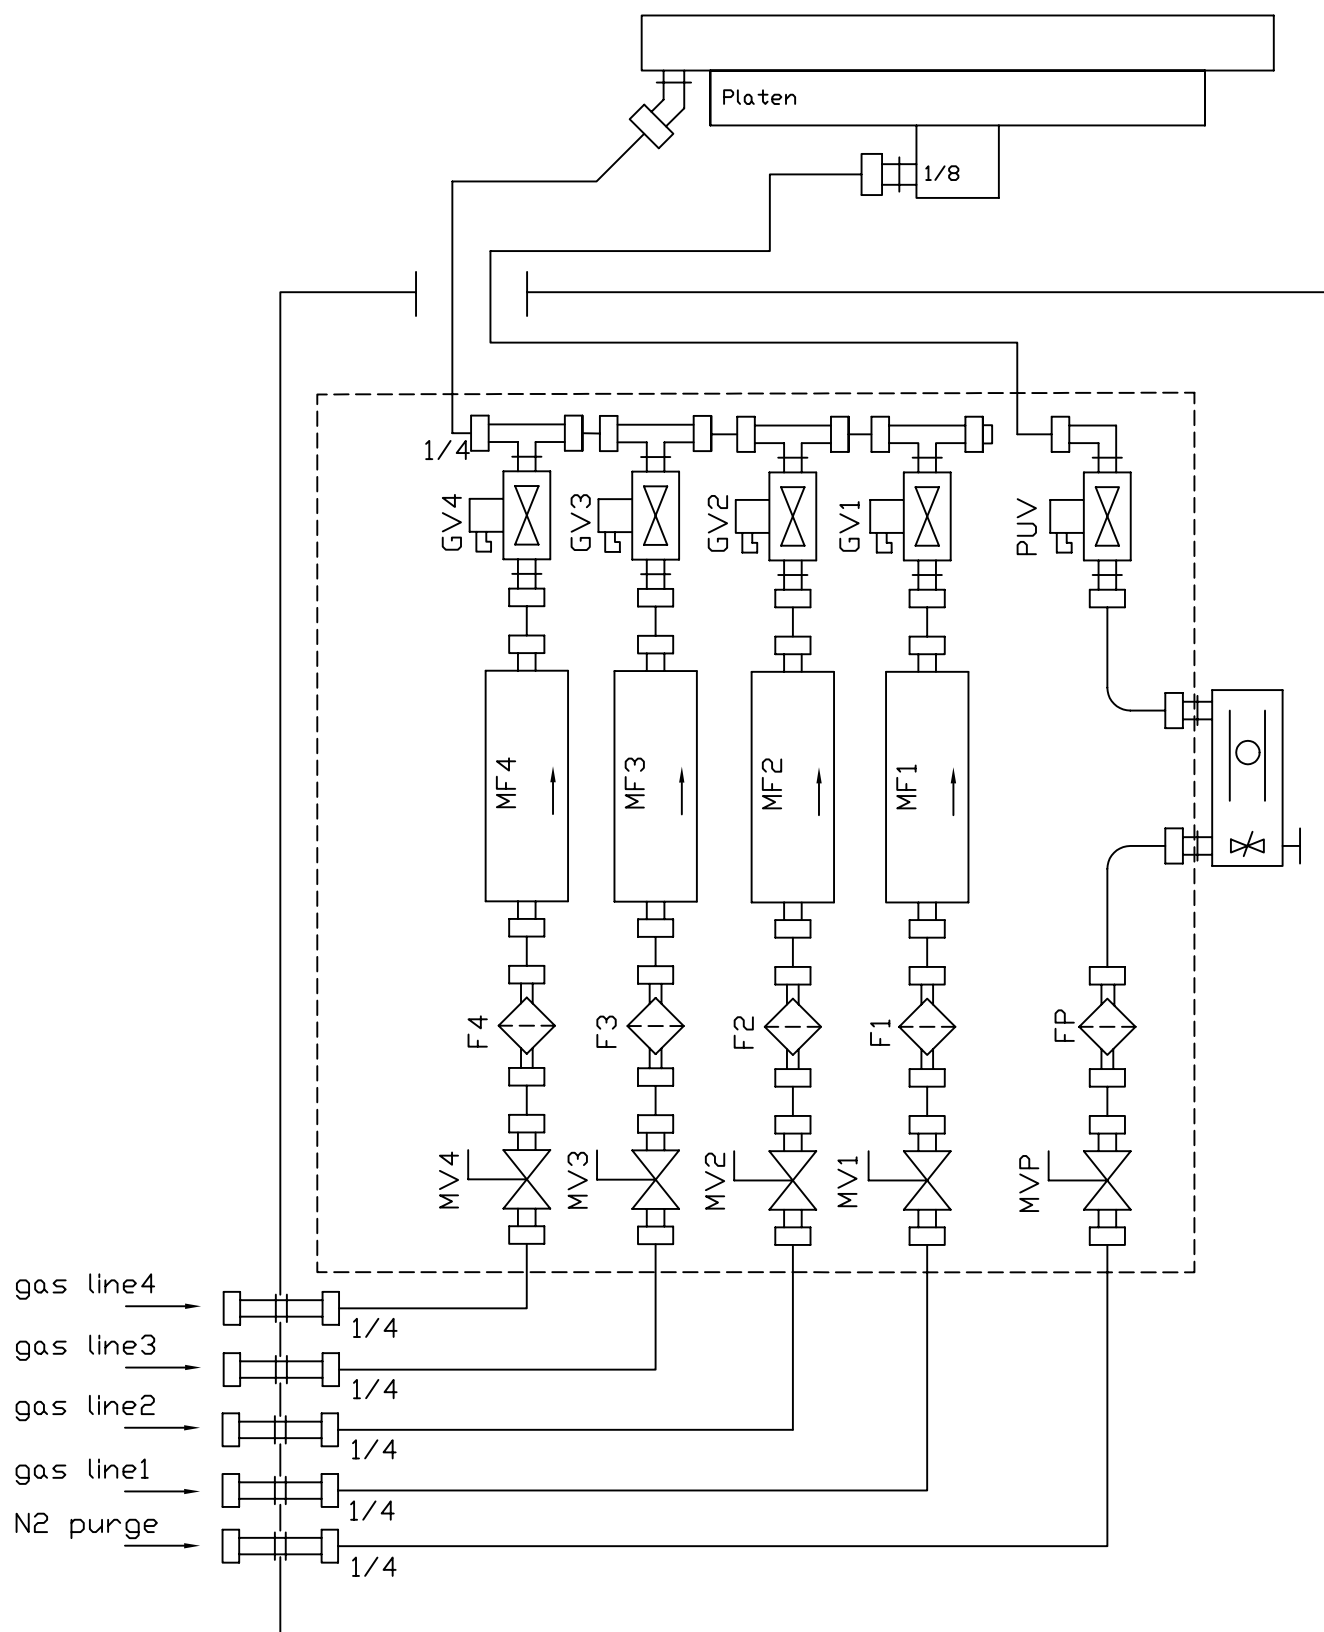 Platen
1/8
1/4
GV4
GV3
GV2
GV1
PUV
MF4
MF3
MF2
MF1
F4
F3
F2
F1
FP
MV4
MV3
MV2
MV1
MVP
gas line4
1/4
gas line3
1/4
gas line2
1/4
gas line1
1/4
N2 purge
1/4